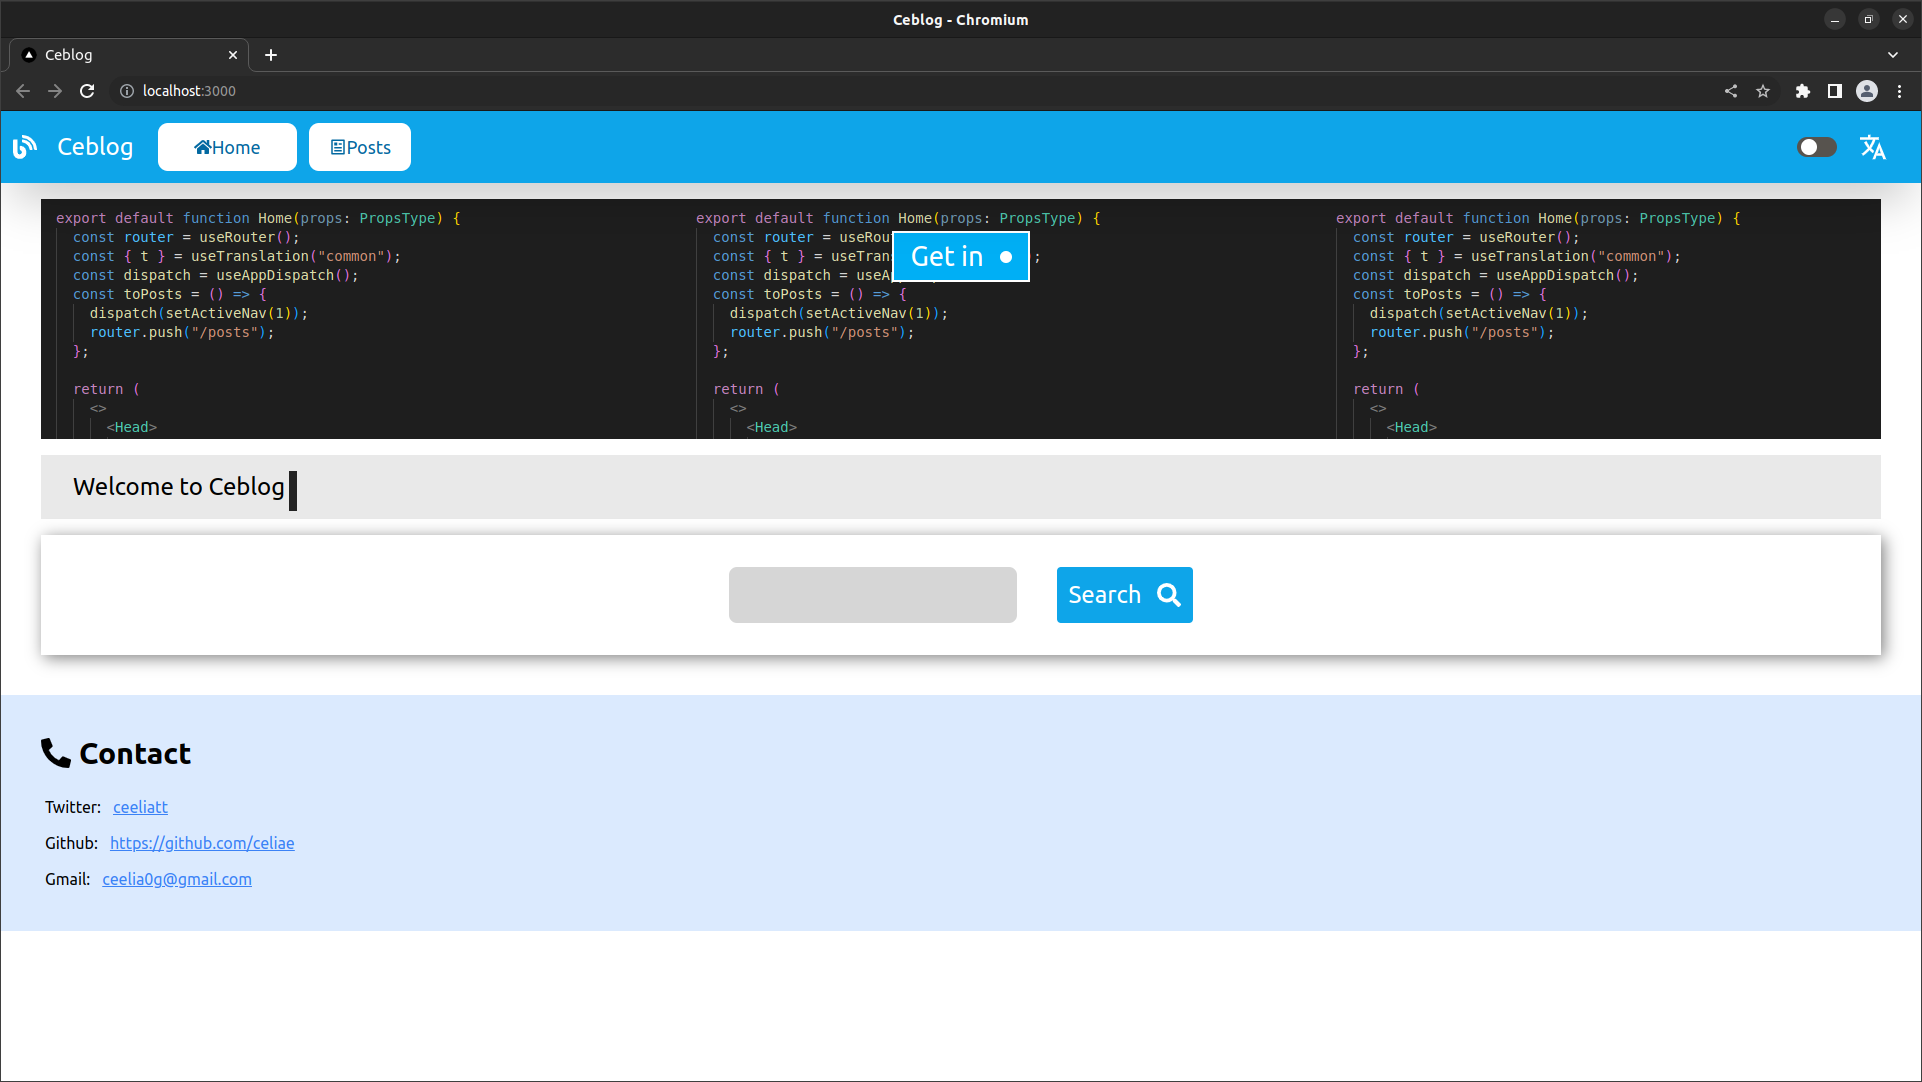 Ceblog - Chromium
Ceblog
localhost:3000
Ceblog Home Posts
export default function Home(props: PropsType) {
const router = useRouter();
const { t } = useTranslation("common");
const dispatch = useAppDispatch();
const toPosts = () => {
dispatch(setActiveNav(1));
router.push("/posts");
};
return (
<>
<Head>
export default function Home(props: PropsType) {
const router = useRou
const { t } = useTrans );
const dispatch = useA
const toPosts = () => {
dispatch(setActiveNav(1));
router.push("/posts");
};
return (
<>
<Head>
Get in
export default function Home(props: PropsType) {
const router = useRouter();
const { t } = useTranslation("common");
const dispatch = useAppDispatch();
const toPosts = () => {
dispatch(setActiveNav(1));
router.push("/posts");
};
return (
<>
<Head>
Welcome to Ceblog
Search
Contact
Twitter: ceeliatt
Github: https://github.com/celiae
Gmail: ceelia0g@gmail.com